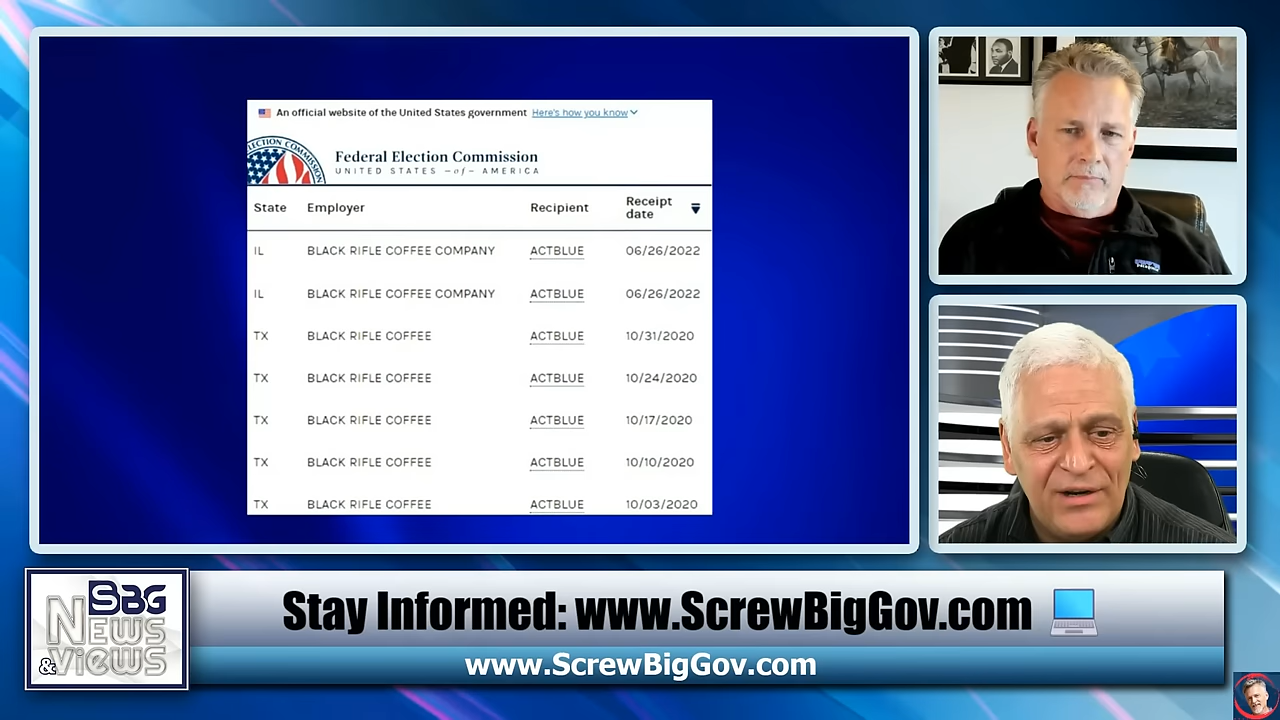 An official website of the United States government Here's how you know
ELECTION COMMISSION
Federal Election Commission
UNITED STATES of AMERICA
State Employer Recipient Receipt date
IL BLACK RIFLE COFFEE COMPANY ACTBLUE 06/26/2022
IL BLACK RIFLE COFFEE COMPANY ACTBLUE 06/26/2022
TX BLACK RIFLE COFFEE ACTBLUE 10/31/2020
TX BLACK RIFLE COFFEE ACTBLUE 10/24/2020
TX BLACK RIFLE COFFEE ACTBLUE 10/17/2020
TX BLACK RIFLE COFFEE ACTBLUE 10/10/2020
TX BLACK RIFLE COFFEE ACTBLUE 10/03/2020
SBG
NEWS
&VIEWS
Stay Informed: www.ScrewBigGov.com
www.ScrewBigGov.com